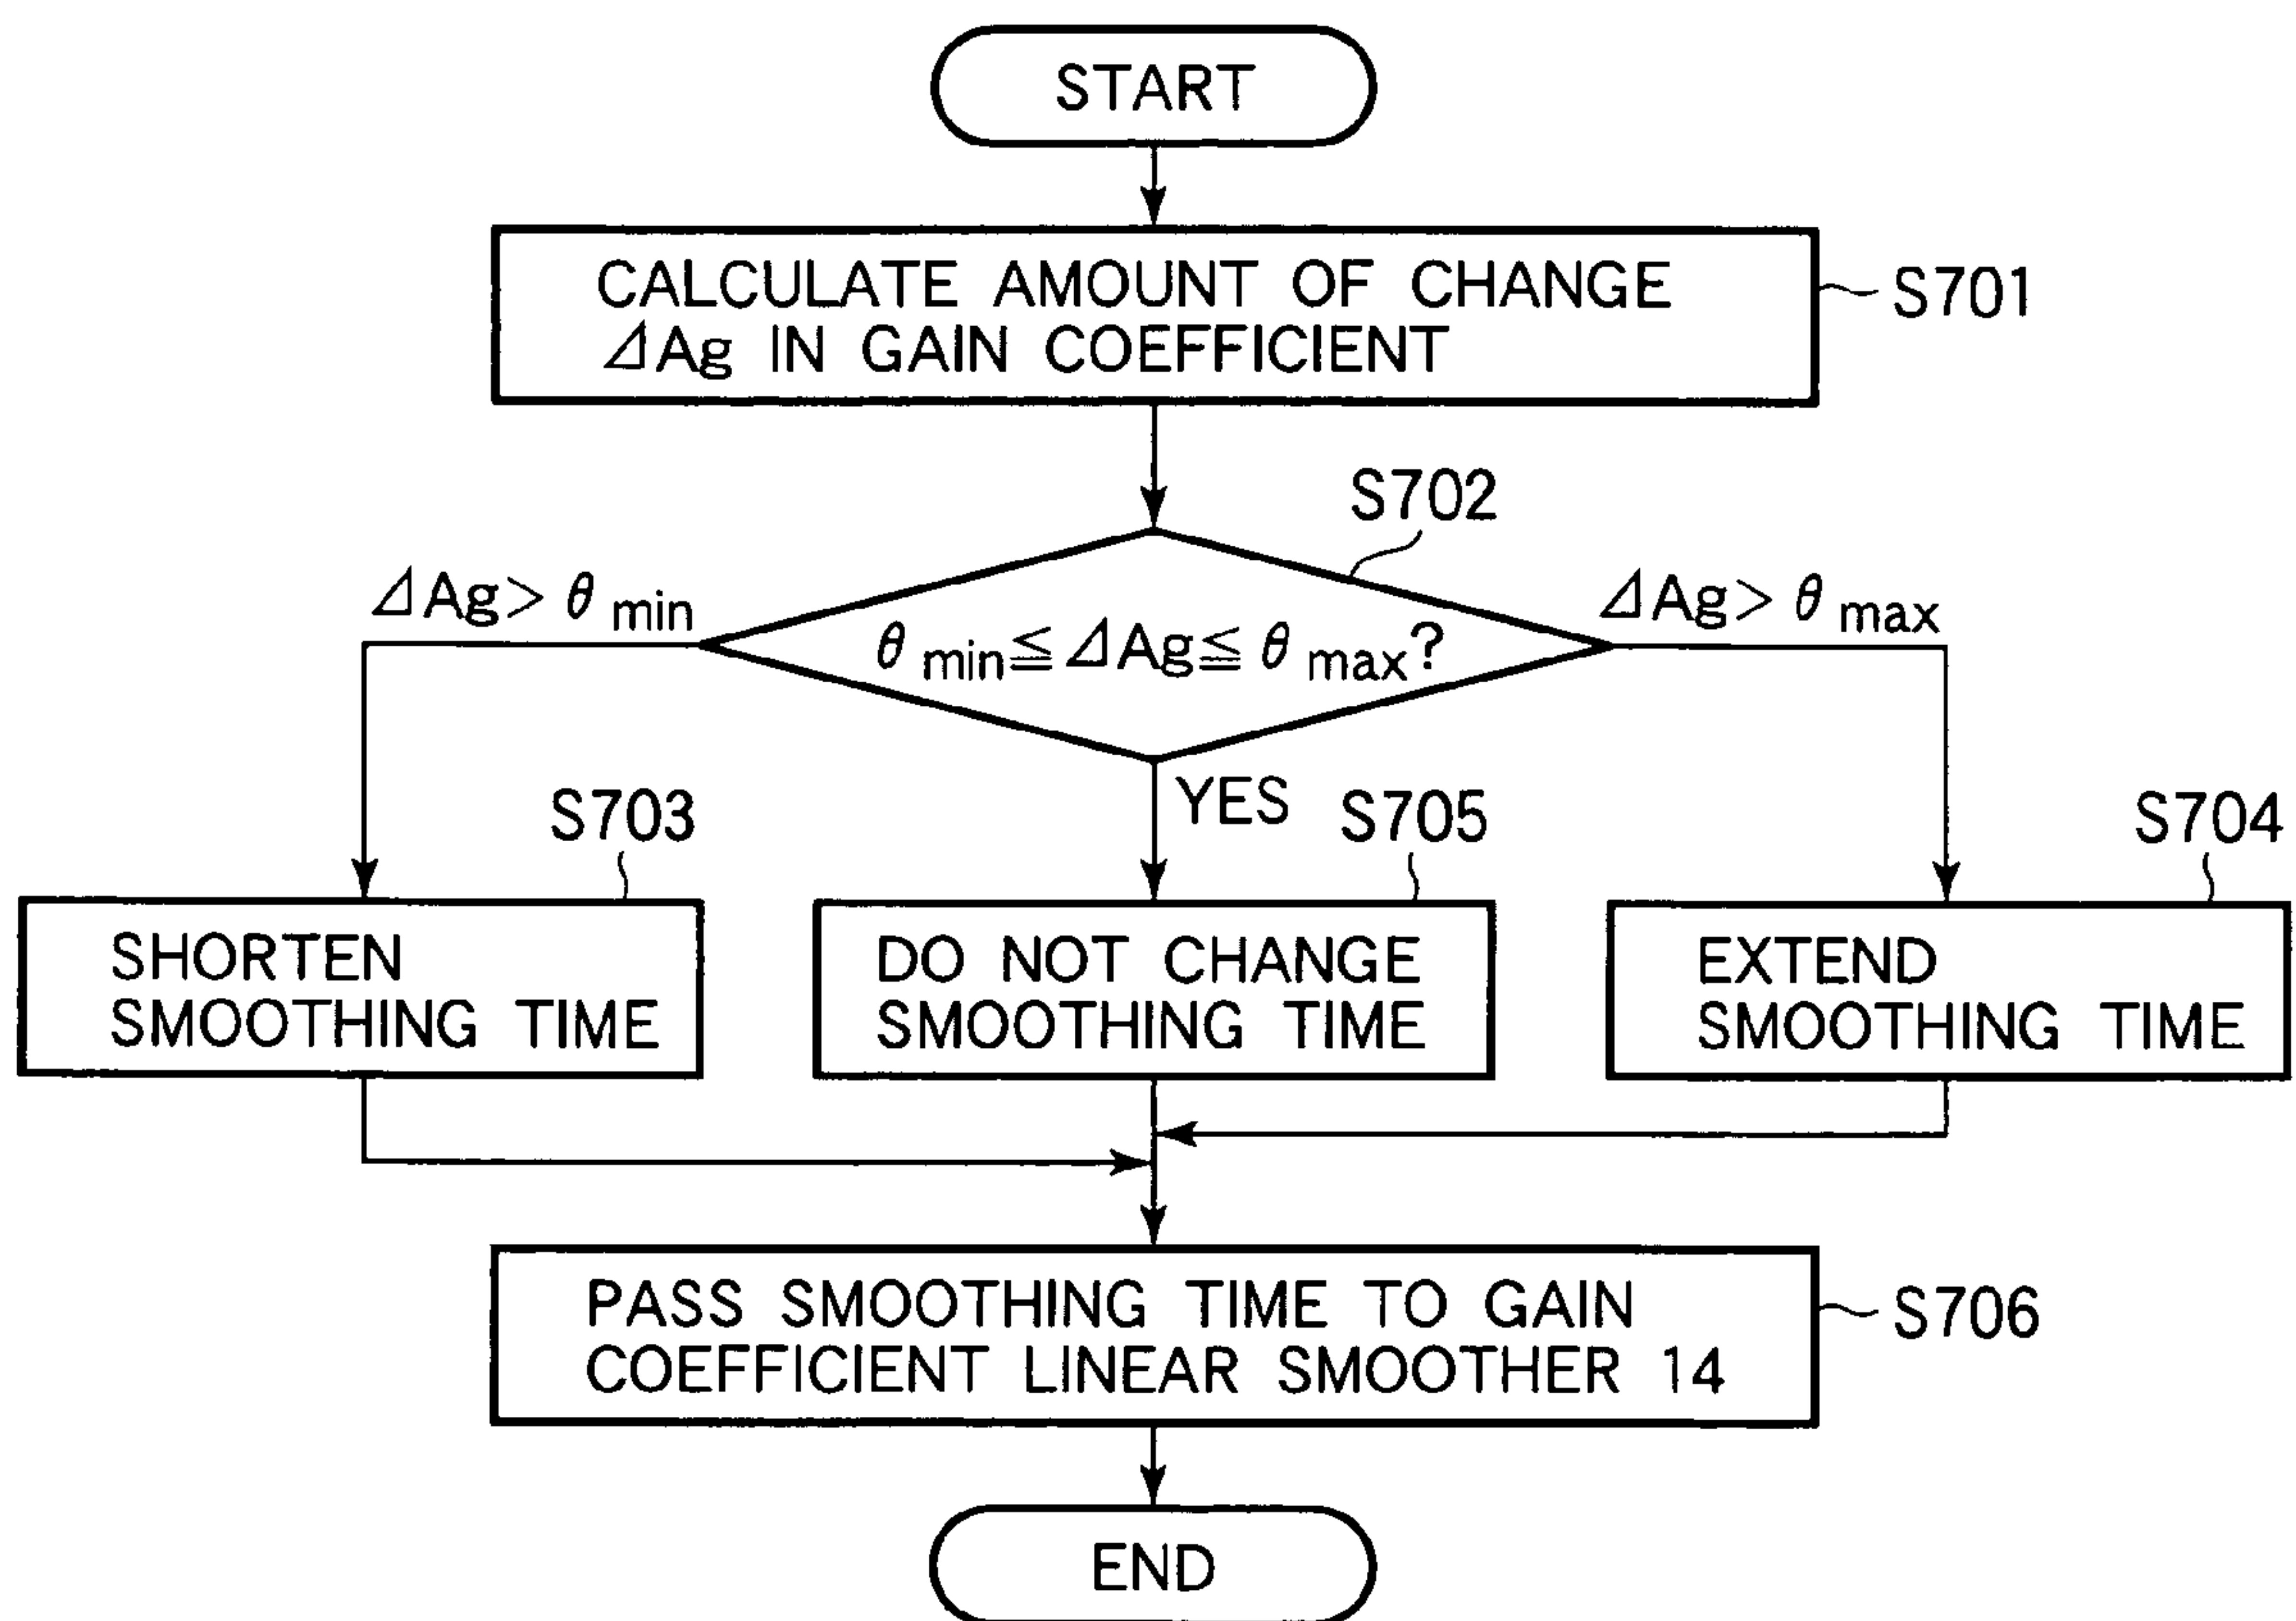 START
CALCULATE AMOUNT OF CHANGE
⊿Ag IN GAIN COEFFICIENT
S701
S702
⊿Ag> θ min
θ min≦⊿Ag≦ θ max?
⊿Ag> θ max
YES
S703
S705
S704
SHORTEN
SMOOTHING TIME
DO NOT CHANGE
SMOOTHING TIME
EXTEND
SMOOTHING TIME
PASS SMOOTHING TIME TO GAIN
COEFFICIENT LINEAR SMOOTHER 14
S706
END